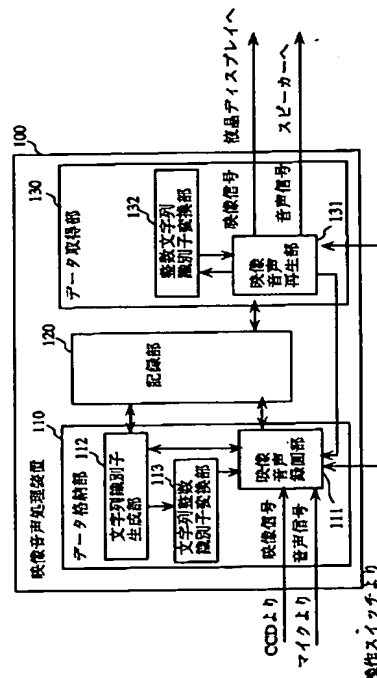 100
映像音声処理装置
110
データ格納部
112
文字列識別子
生成部
113
文字列整数
識別子変換部
映像
音声
録画部
111
120
記録部
130
データ取得部
132
整数文字列
識別子変換部
映像
音声
再生部
131
映像信号
音声信号
CCDより
マイクより
操作スイッチより
映像信号
音声信号
液晶ディスプレイへ
スピーカーへ